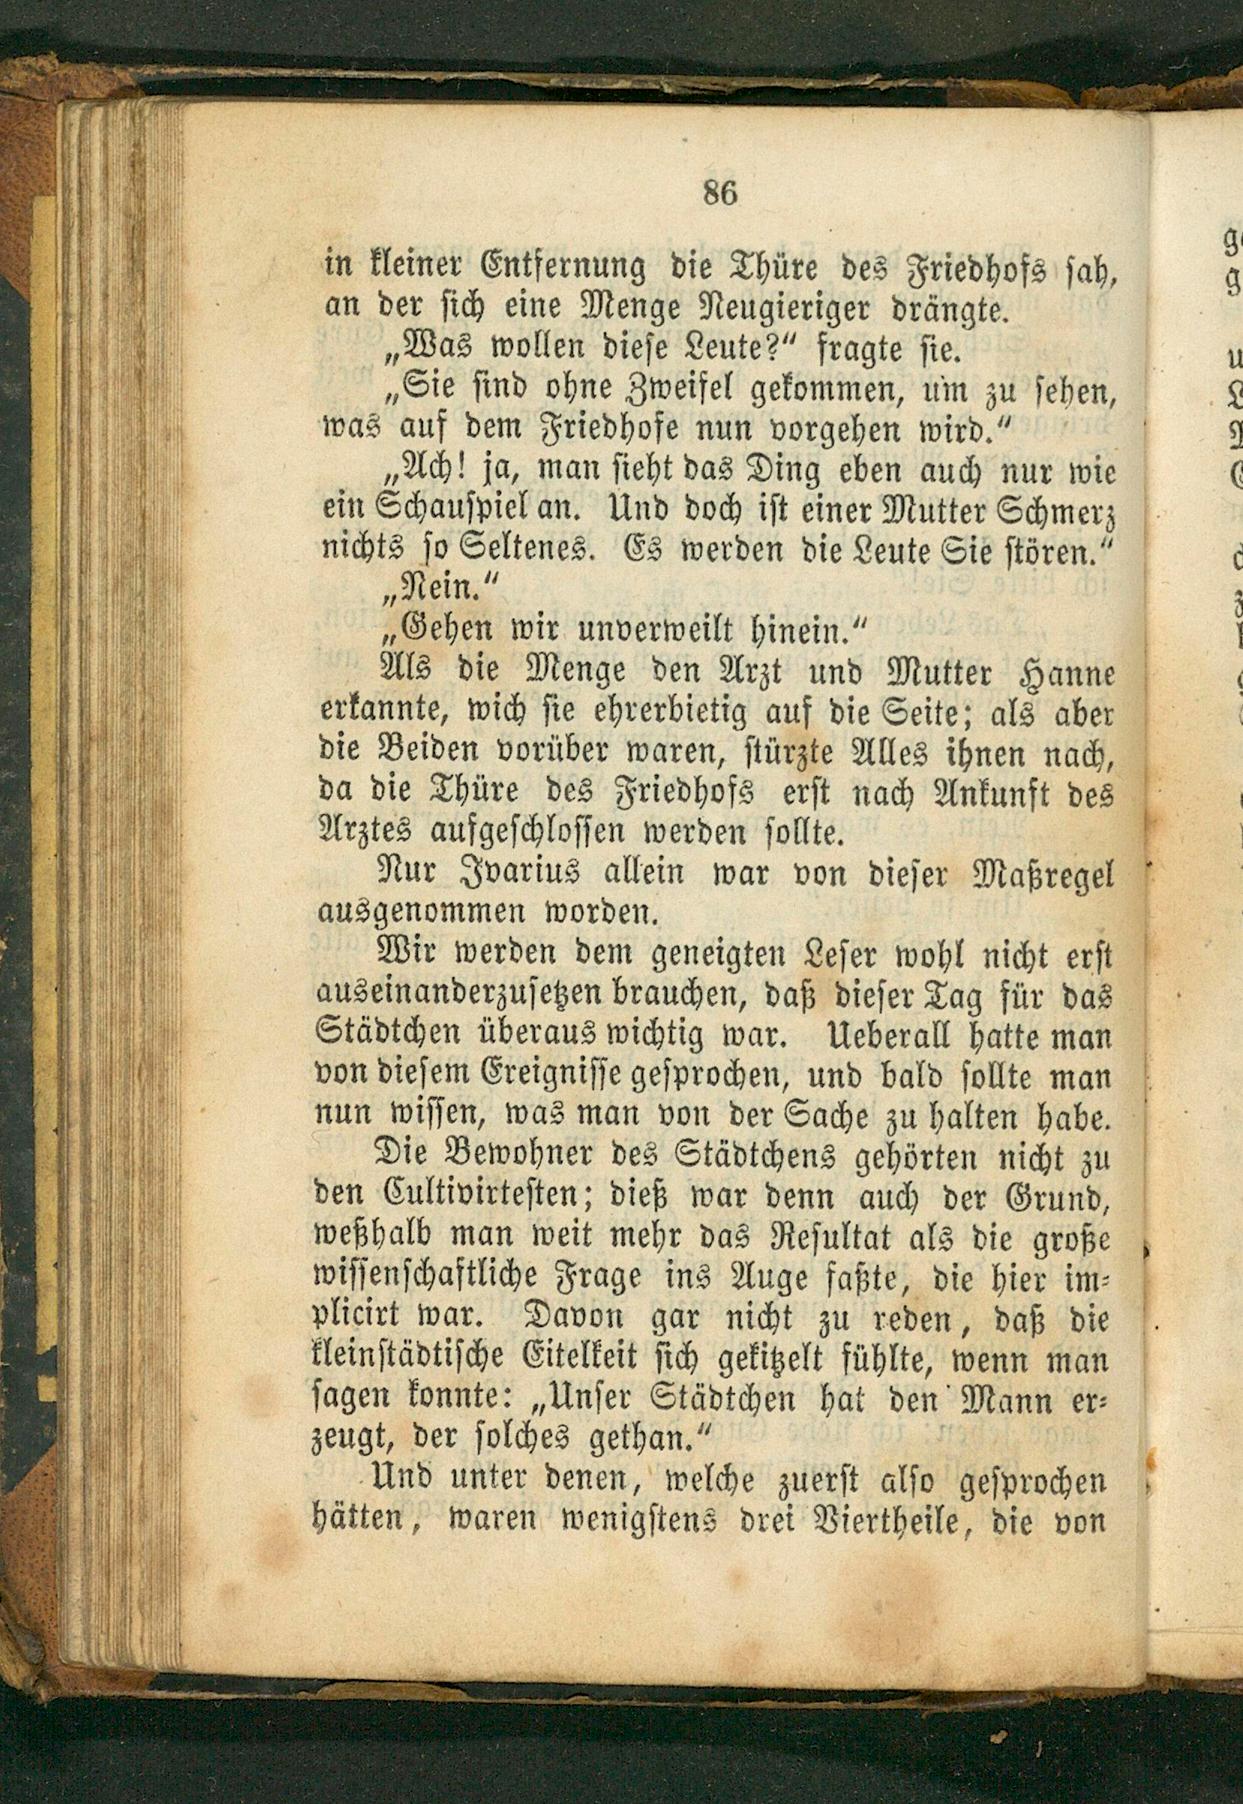 86
in kleiner Entfernung die Thüre des Friedhofs sah,
an der sich eine Menge Neugieriger drängte.
„Was wollen diese Leute?“ fragte sie.
„Sie sind ohne Zweifel gekommen, um zu sehen,
was auf dem Friedhofe nun vorgehen wird.“
„Ach! ja, man sieht das Ding eben auch nur wie
ein Schauspiel an. Und doch ist einer Mutter Schmerz
nichts so Seltenes. Es werden die Leute Sie stören.“
„Nein.“
„Gehen wir unverweilt hinein.“
Als die Menge den Arzt und Mutter Hanne
erkannte, wich sie ehrerbietig auf die Seite; als aber
die Beiden vorüber waren, stürzte Alles ihnen nach,
da die Thüre des Friedhofs erst nach Ankunft des
Arztes aufgeschlossen werden sollte.
Nur Ivarius allein war von dieser Maßregel
ausgenommen worden.
Wir werden dem geneigten Leser wohl nicht erst
auseinanderzusetzen brauchen, daß dieser Tag für das
Städtchen überaus wichtig war. Ueberall hatte man
von diesem Ereignisse gesprochen, und bald sollte man
nun wissen, was man von der Sache zu halten habe.
Die Bewohner des Städtchens gehörten nicht zu
den Cultivirtesten; dieß war denn auch der Grund,
weßhalb man weit mehr das Resultat als die große
wissenschaftliche Frage ins Auge faßte, die hier im-
plicirt war. Davon gar nicht zu reden, daß die
kleinstädtische Eitelkeit sich gekitzelt fühlte, wenn man
sagen konnte: „Unser Städtchen hat den Mann er-
zeugt, der solches gethan.“
Und unter denen, welche zuerst also gesprochen
hätten, waren wenigstens drei Viertheile, die von